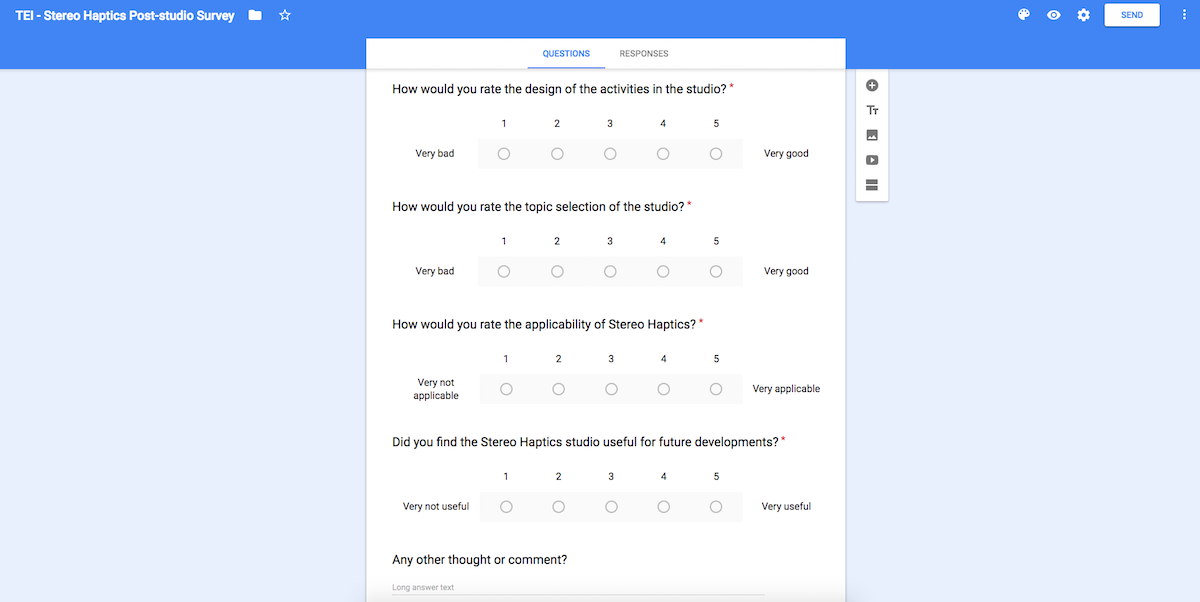 TEI - Stereo Haptics Post-studio Survey
SEND
QUESTIONS RESPONSES
How would you rate the design of the activities in the studio? *
1 2 3 4 5
Very bad Very good
How would you rate the topic selection of the studio? *
1 2 3 4 5
Very bad Very good
How would you rate the applicability of Stereo Haptics? *
1 2 3 4 5
Very not
applicable
Very applicable
Did you find the Stereo Haptics studio useful for future developments? *
1 2 3 4 5
Very not useful Very useful
Any other thought or comment?
Long answer text